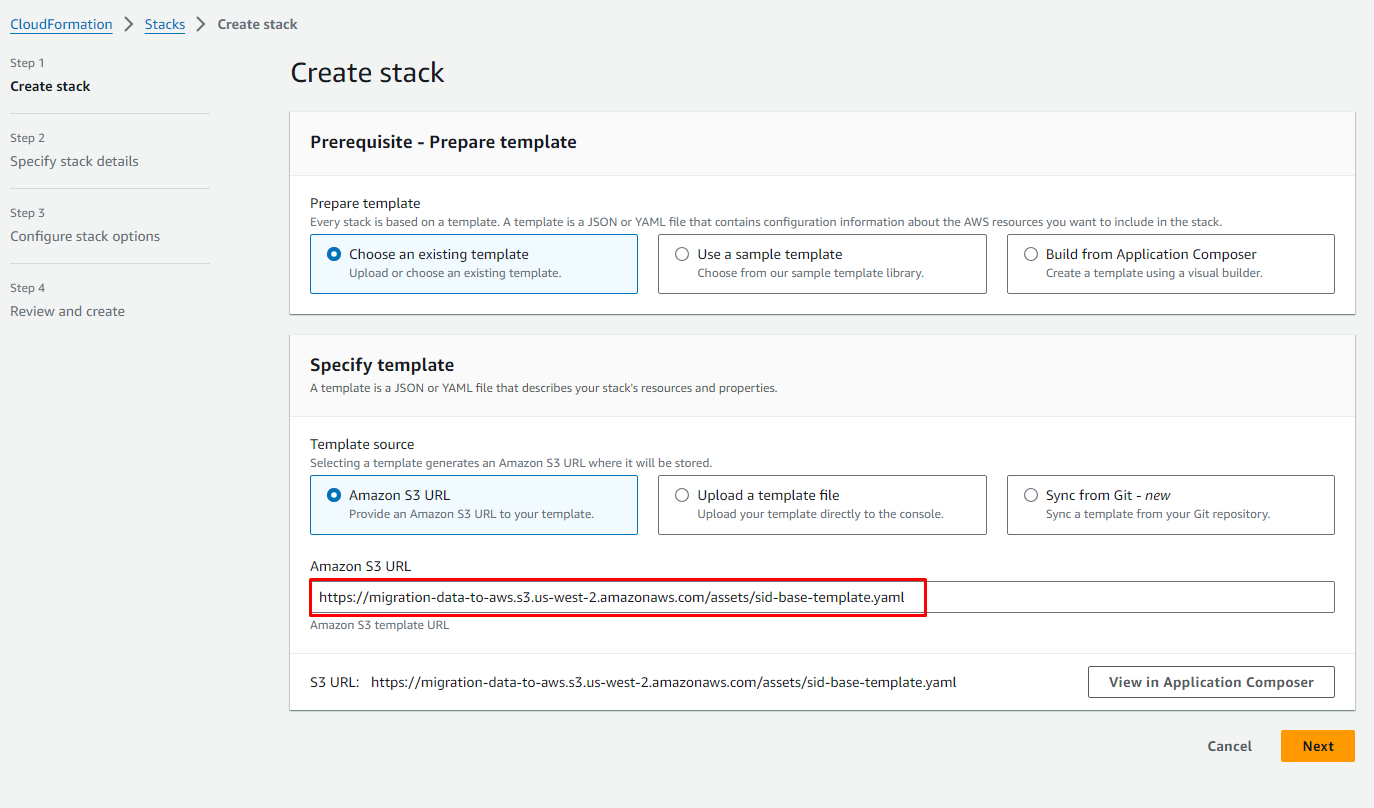 CloudFormation > Stacks > Create stack
Step 1
Create stack
Step 2
Specify stack details
Step 3
Configure stack options
Step 4
Review and create
Create stack
Prerequisite - Prepare template
Prepare template
Every stack is based on a template. A template is a JSON or YAML file that contains configuration information about the AWS resources you want to include in the stack.
Choose an existing template
Upload or choose an existing template.
Use a sample template
Choose from our sample template library.
Build from Application Composer
Create a template using a visual builder.
Specify template
A template is a JSON or YAML file that describes your stack's resources and properties.
Template source
Selecting a template generates an Amazon S3 URL where it will be stored.
Amazon S3 URL
Provide an Amazon S3 URL to your template.
Upload a template file
Upload your template directly to the console.
Sync from Git - new
Sync a template from your Git repository.
Amazon S3 URL
https://migration-data-to-aws.s3.us-west-2.amazonaws.com/assets/sid-base-template.yaml
Amazon S3 template URL
S3 URL: https://migration-data-to-aws.s3.us-west-2.amazonaws.com/assets/sid-base-template.yaml
View in Application Composer
Cancel
Next